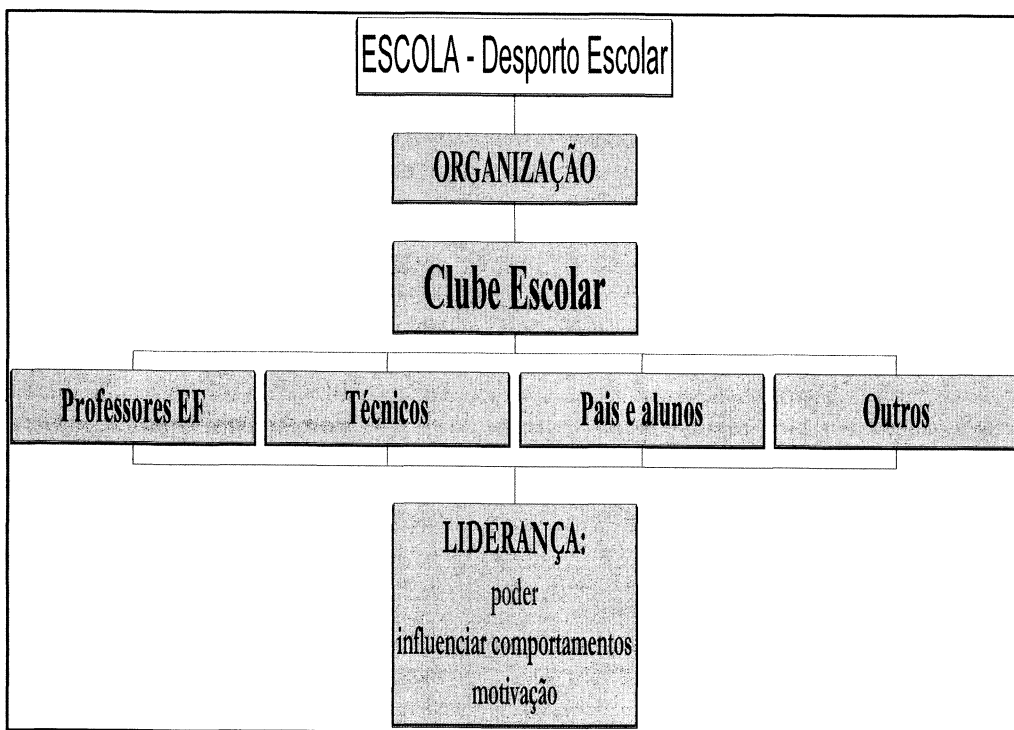 ESCOLA - Desporto Escolar
ORGANIZAÇÃO
Clube Escolar
Professores EF
Técnicos
Pais e alunos
Outros
LIDERANÇA:
poder
influenciar comportamentos
motivação